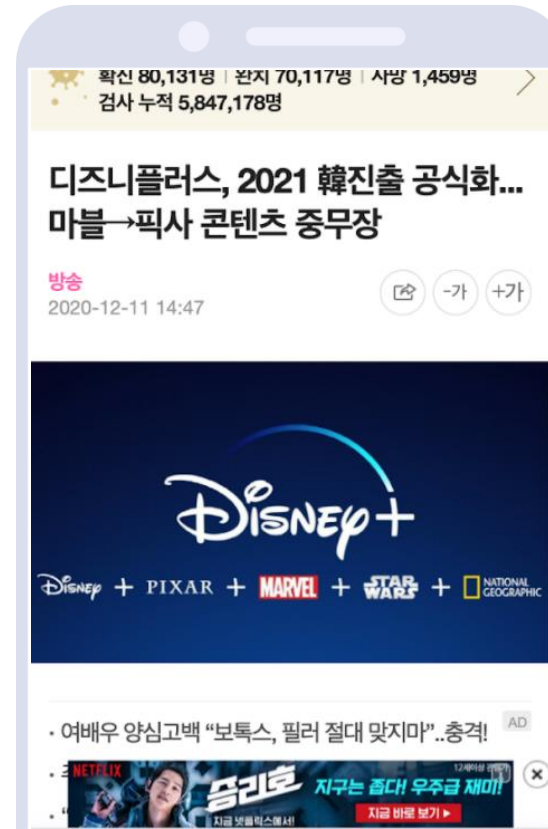 확진 80,131명 | 완치 70,117명 | 사망 1,459명
검사 누적 5,847,178명
디즈니플러스, 2021 韓진출 공식화...
마블→픽사 콘텐츠 중무장
방송
2020-12-11 14:47
-가 +가
Disney+
Disney + PIXAR + MARVEL + STAR WARS + NATIONAL GEOGRAPHIC
· 여배우 양심고백 “보톡스, 필러 절대 맞지마”..충격!
AD
NETFLIX
승리호
지구는 좁다! 우주급 재미!
지금 넷플릭스에서!
지금 바로 보기 ▶